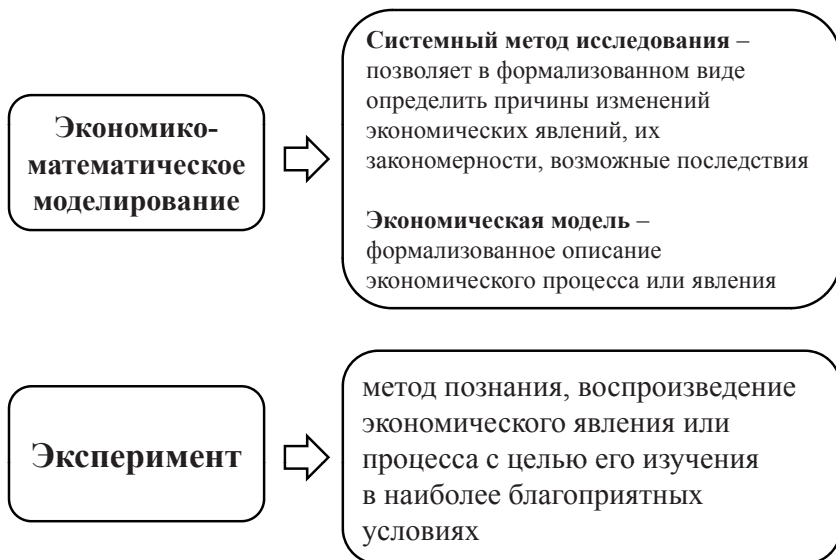 Экономико-
математическое
моделирование
Системный метод исследования –
позволяет в формализованном виде
определить причины изменений
экономических явлений, их
закономерности, возможные последствия
Экономическая модель –
формализованное описание
экономического процесса или явления
Эксперимент
метод познания, воспроизведение
экономического явления или
процесса с целью его изучения
в наиболее благоприятных
условиях